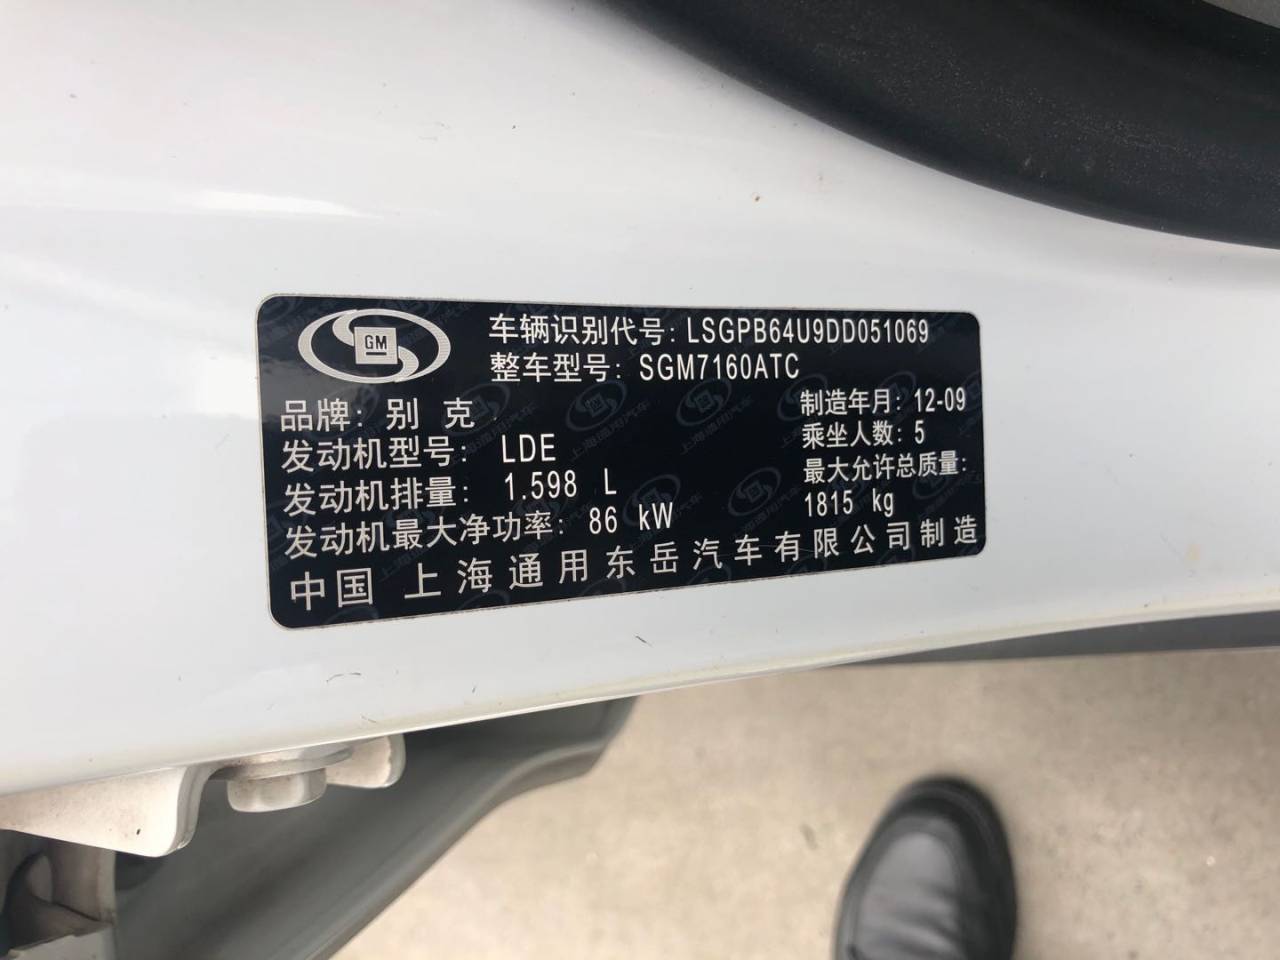 GM
车辆识别代号: LSGPB64U9DD051069
整车型号: SGM7160ATC
品牌: 别 克
制造年月: 12-09
发动机型号: LDE
乘坐人数: 5
发动机排量: 1.598 L
最大允许总质量:
1815 kg
发动机最大净功率: 86 kW
中国 上海通用东岳汽车有限公司制造